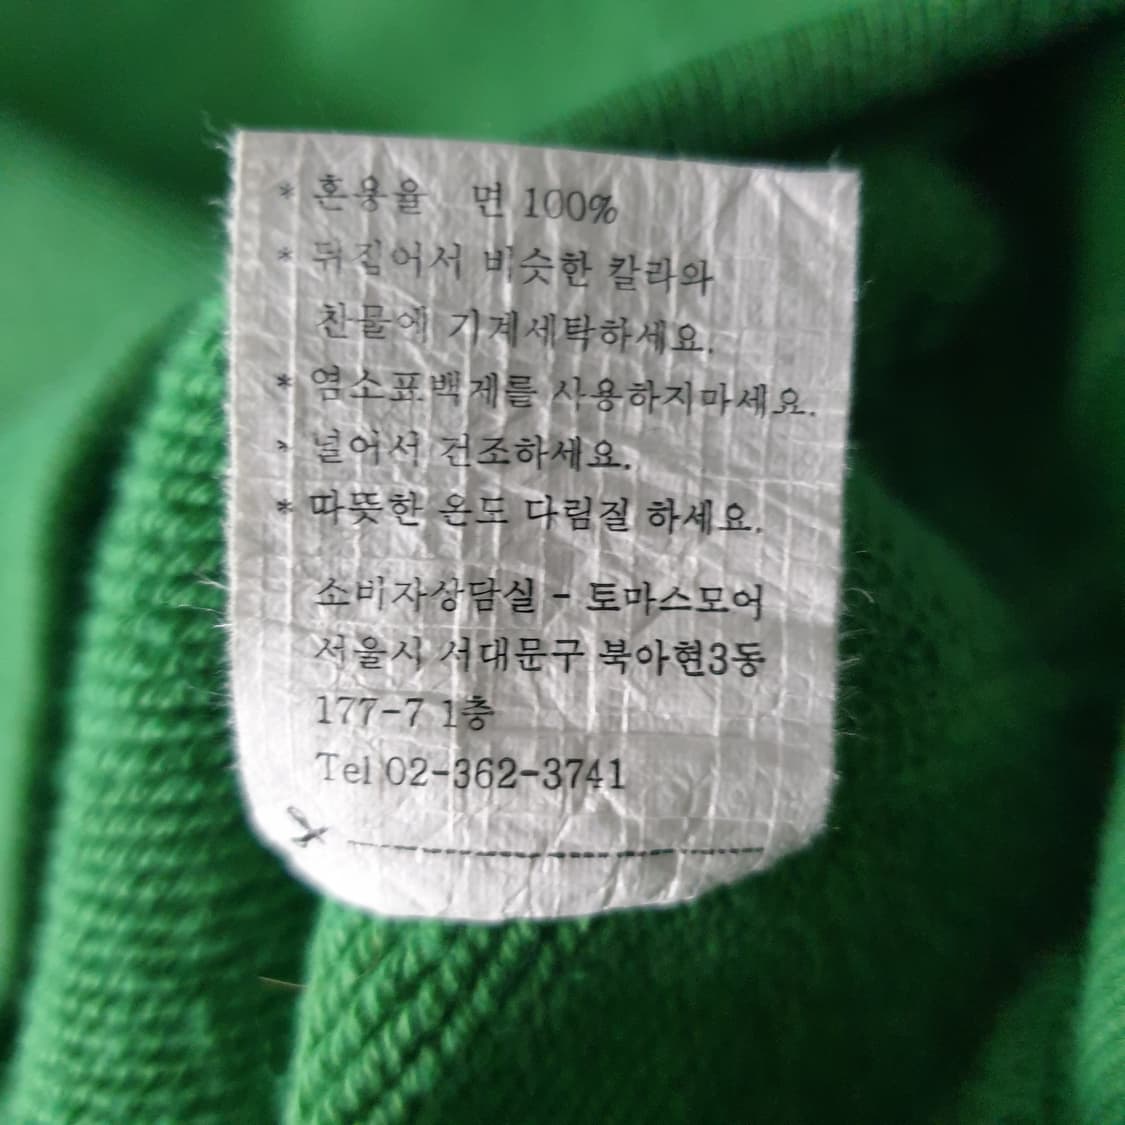 * 혼용율 면 100%
* 뒤집어서 비슷한 칼라와
찬물에 기계세탁하세요.
* 염소표백제를 사용하지마세요.
* 널어서 건조하세요.
* 따뜻한 온도 다림질 하세요.
소비자상담실 - 토마스모어
서울시 서대문구 북아현3동
177-7 1층
Tel 02-362-3741